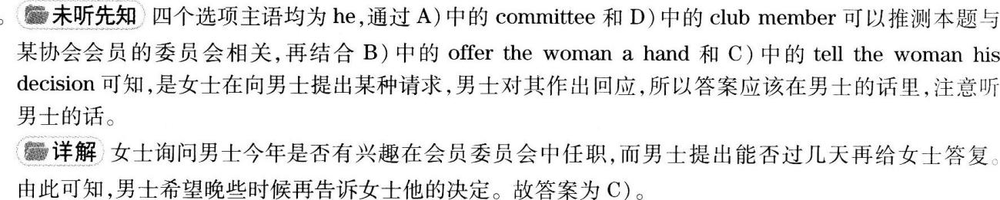 。未听先知 四个选项主语均为 he,通过 A)中的 committee 和 D)中的 club member 可以推测本题与
某协会会员的委员会相关,再结合 B)中的 offer the woman a hand 和 C)中的 tell the woman his
decision 可知,是女士在向男士提出某种请求,男士对其作出回应,所以答案应该在男士的话里,注意听
男士的话。
详解 女士询问男士今年是否有兴趣在会员委员会中任职,而男士提出能否过几天再给女士答复。
由此可知,男士希望晚些时候再告诉女士他的决定。故答案为 C)。